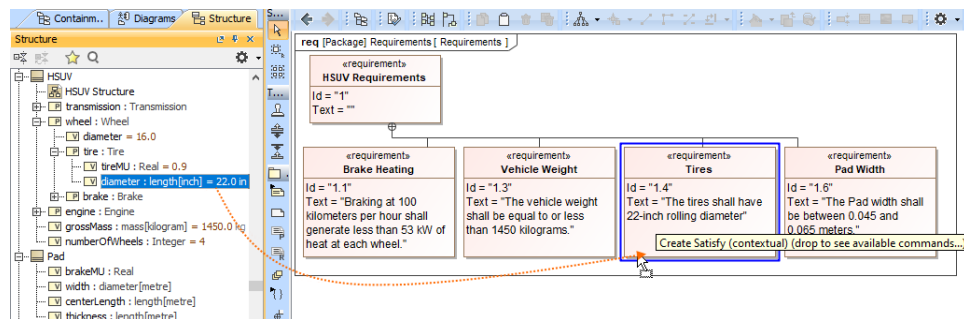 Containm..
Diagrams
Structure
S...
Structure
HSUV
HSUV Structure
transmission : Transmission
wheel : Wheel
diameter = 16.0
tire : Tire
tireMU : Real = 0.9
diameter : length[inch] = 22.0 in
brake : Brake
engine : Engine
grossMass : mass[kilogram] = 1450.0 kg
numberOfWheels : Integer = 4
Pad
brakeMU : Real
width : diameter[metre]
centerLength : length[metre]
thickness : length[metre]
T...
req [Package] Requirements [ Requirements ]
«requirement»
HSUV Requirements
Id = "1"
Text = ""
«requirement»
Brake Heating
Id = "1.1"
Text = "Braking at 100
kilometers per hour shall
generate less than 53 kW of
heat at each wheel."
«requirement»
Vehicle Weight
Id = "1.3"
Text = "The vehicle weight
shall be equal to or less
than 1450 kilograms."
«requirement»
Tires
Id = "1.4"
Text = "The tires shall have
22-inch rolling diameter"
«requirement»
Pad Width
Id = "1.6"
Text = "The Pad width shall
be between 0.045 and
0.065 meters."
Create Satisfy (contextual) (drop to see available commands...)